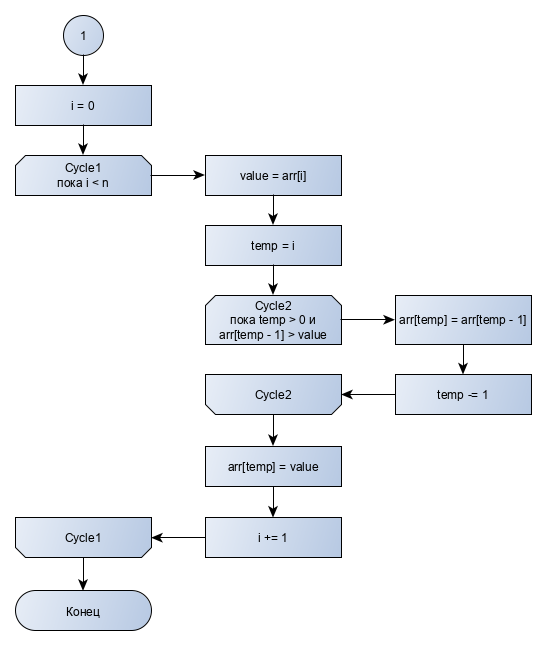 1
i = 0
Cycle1
пока i < n
value = arr[i]
temp = i
Cycle2
пока temp > 0 и
arr[temp - 1] > value
arr[temp] = arr[temp - 1]
temp -= 1
Cycle2
arr[temp] = value
i += 1
Cycle1
Конец